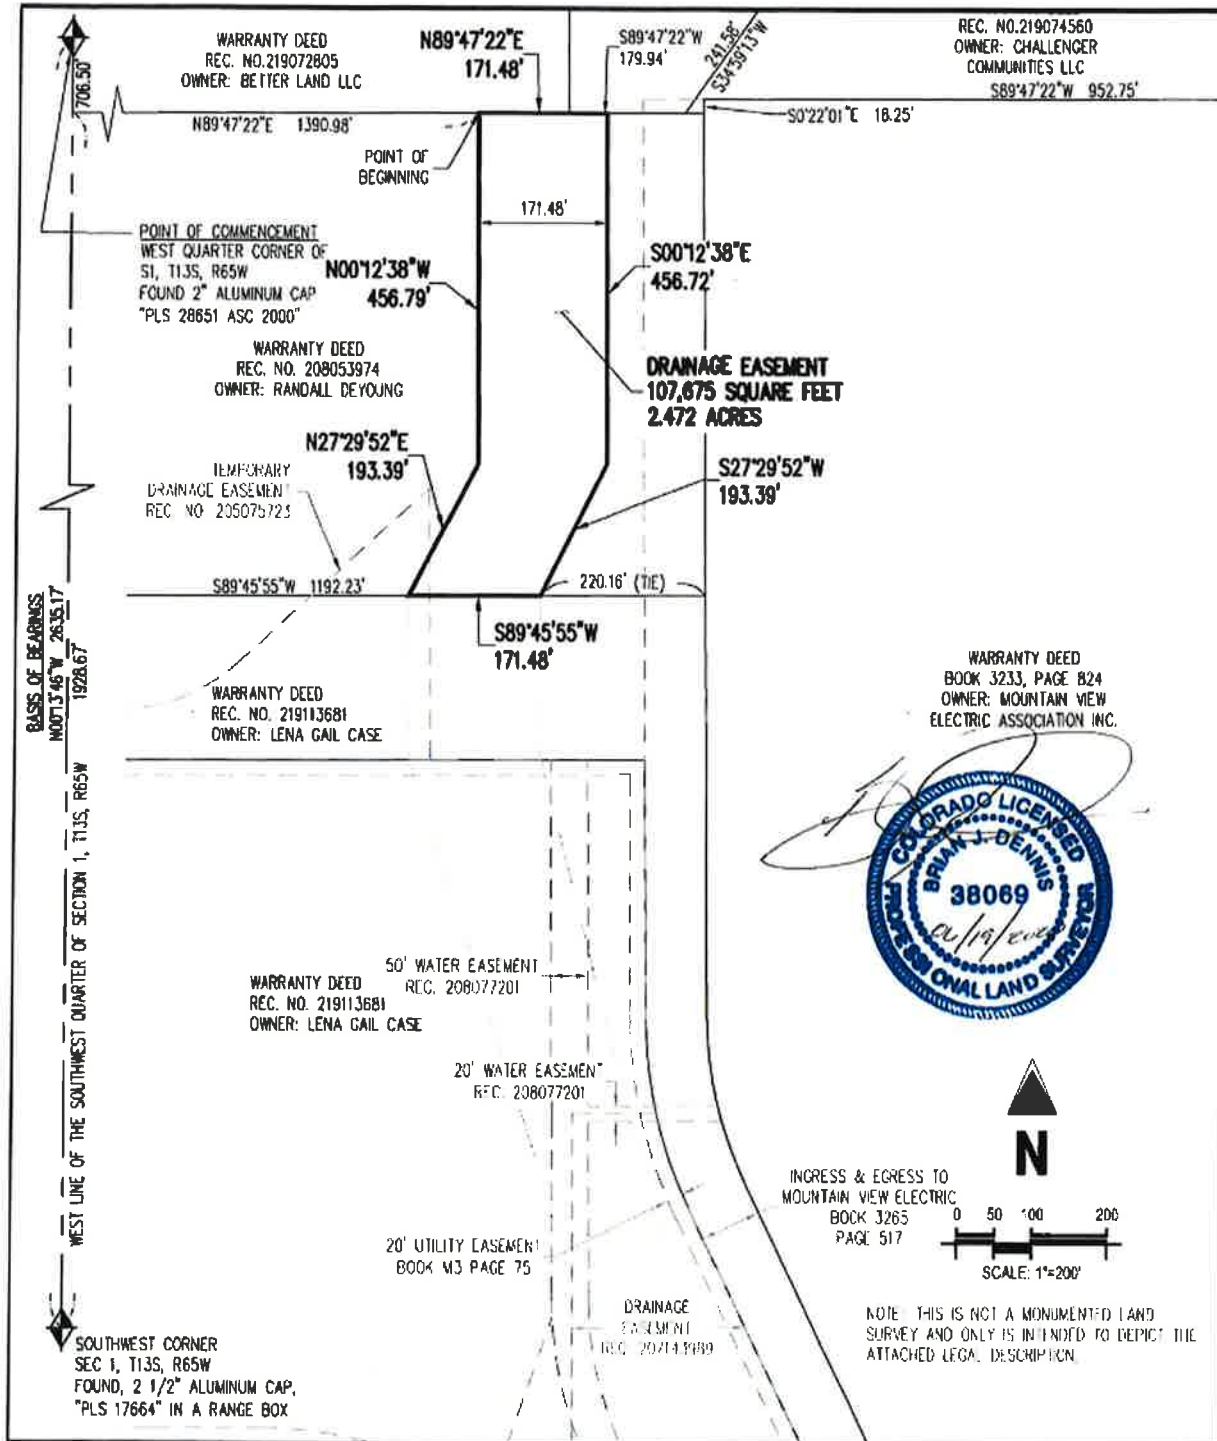 WARRANTY DEED
REC. NO.219072805
OWNER: BETTER LAND LLC
N89°47'22"E
171.48'
S89°47'22"W
179.94'
241.58'
S34°59'13"W
REC. NO.219074560
OWNER: CHALLENGER
COMMUNITIES LLC
S89°47'22"W 952.75'
706.50'
N89°47'22"E 1390.98'
S0°22'01"E 18.25'
POINT OF
BEGINNING
171.48'
POINT OF COMMENCEMENT
WEST QUARTER CORNER OF
S1, T13S, R65W
FOUND 2" ALUMINUM CAP
"PLS 28651 ASC 2000"
N00°12'38"W
456.79'
S00°12'38"E
456.72'
WARRANTY DEED
REC. NO. 208053974
OWNER: RANDALL DEYOUNG
DRAINAGE EASEMENT
107,675 SQUARE FEET
2.472 ACRES
N27°29'52"E
193.39'
S27°29'52"W
193.39'
TEMPORARY
DRAINAGE EASEMENT
REC. NO. 205075723
S89°45'55"W 1192.23'
220.16' (TIE)
S89°45'55"W
171.48'
BASIS OF BEARINGS
N00°13'46"W 2635.17'
1928.67'
WEST LINE OF THE SOUTHWEST QUARTER OF SECTION 1, T13S, R65W
WARRANTY DEED
REC. NO. 219113681
OWNER: LENA GAIL CASE
WARRANTY DEED
BOOK 3233, PAGE 824
OWNER: MOUNTAIN VIEW
ELECTRIC ASSOCIATION INC.
COLORADO LICENSED
BRIAN J. DENNIS
38069
PROFESSIONAL LAND SURVEYOR
50' WATER EASEMENT
REC. 208077201
WARRANTY DEED
REC. NO. 219113681
OWNER: LENA GAIL CASE
20' WATER EASEMENT
REC. 208077201
N
INGRESS & EGRESS TO
MOUNTAIN VIEW ELECTRIC
BOOK 3265
PAGE 517
0 50 100 200
SCALE: 1"=200'
20' UTILITY EASEMENT
BOOK M3 PAGE 75
DRAINAGE
EASEMENT
REC. 207143989
NOTE: THIS IS NOT A MONUMENTED LAND
SURVEY AND ONLY IS INTENDED TO DEPICT THE
ATTACHED LEGAL DESCRIPTION.
SOUTHWEST CORNER
SEC 1, T13S, R65W
FOUND, 2 1/2" ALUMINUM CAP,
"PLS 17664" IN A RANGE BOX